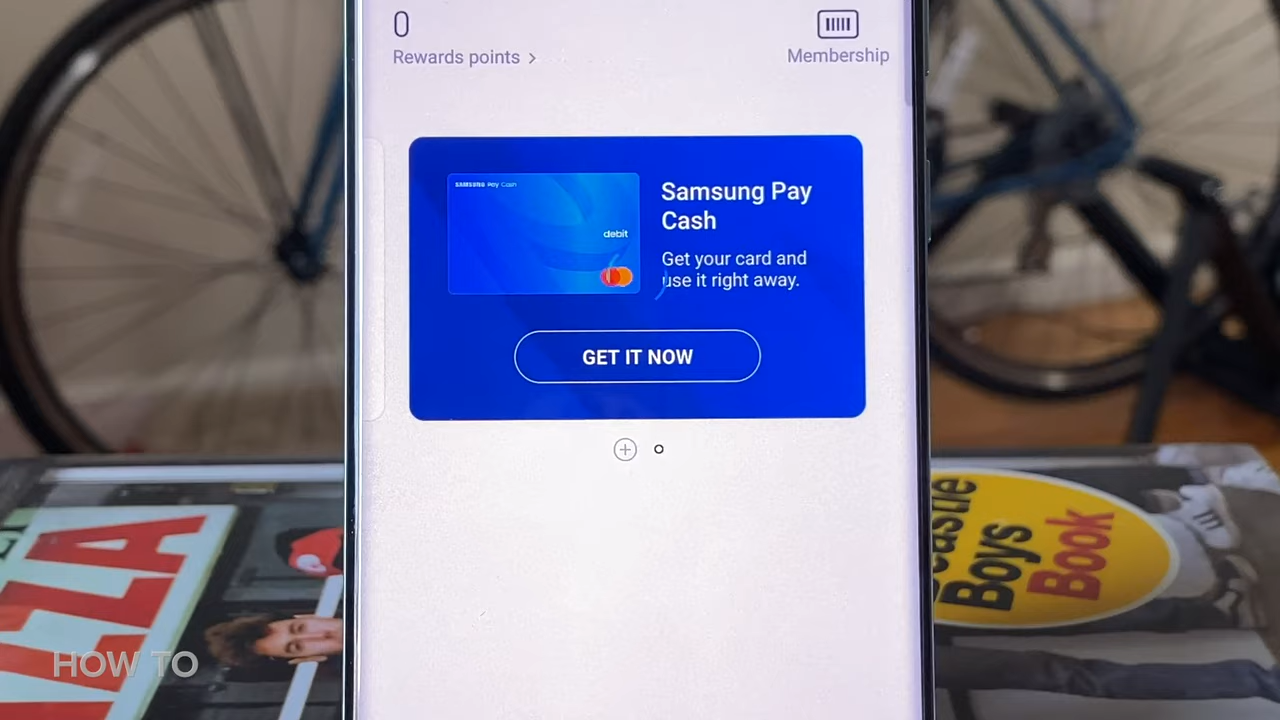 0
Rewards points >
Membership
SAMSUNG Pay Cash
debit
Samsung Pay
Cash
Get your card and
use it right away.
GET IT NOW
Boys
Book
HOW TO